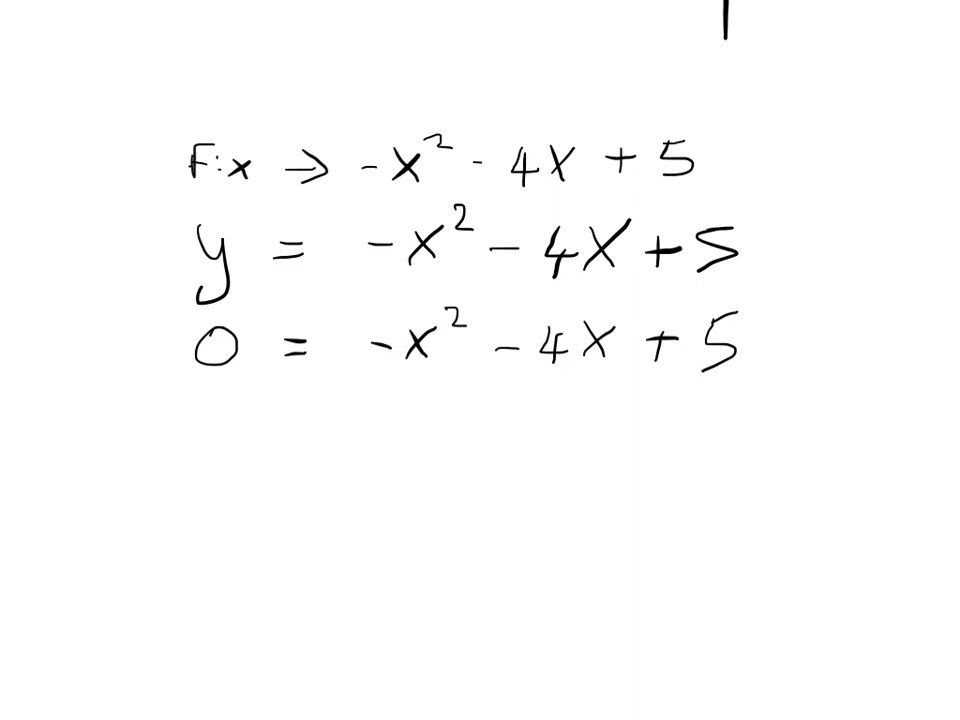 F:x → -x² - 4x + 5
y = -x² - 4x + 5
0 = -x² - 4x + 5